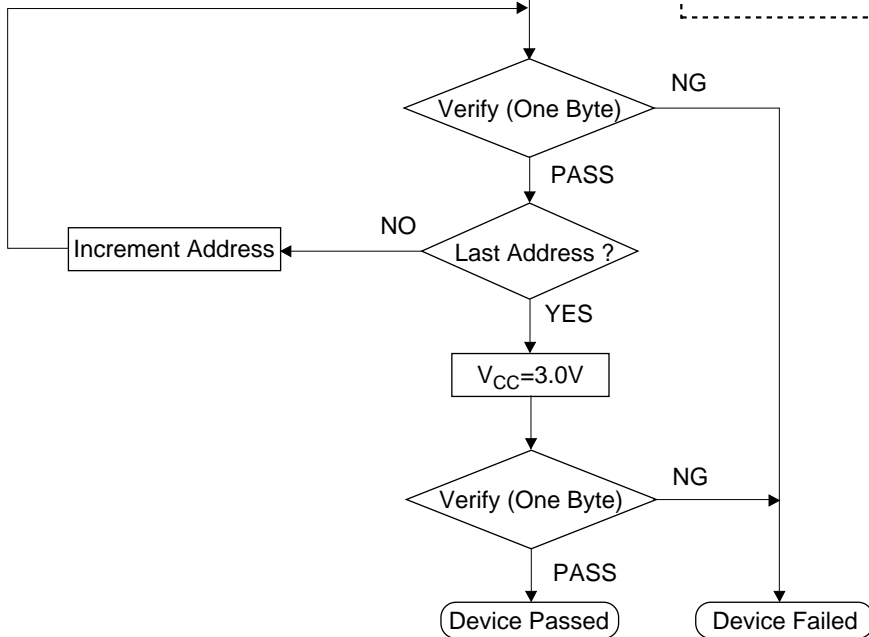 Verify (One Byte)
NG
PASS
Increment Address
NO
Last Address ?
YES
VCC=3.0V
Verify (One Byte)
NG
PASS
Device Passed
Device Failed